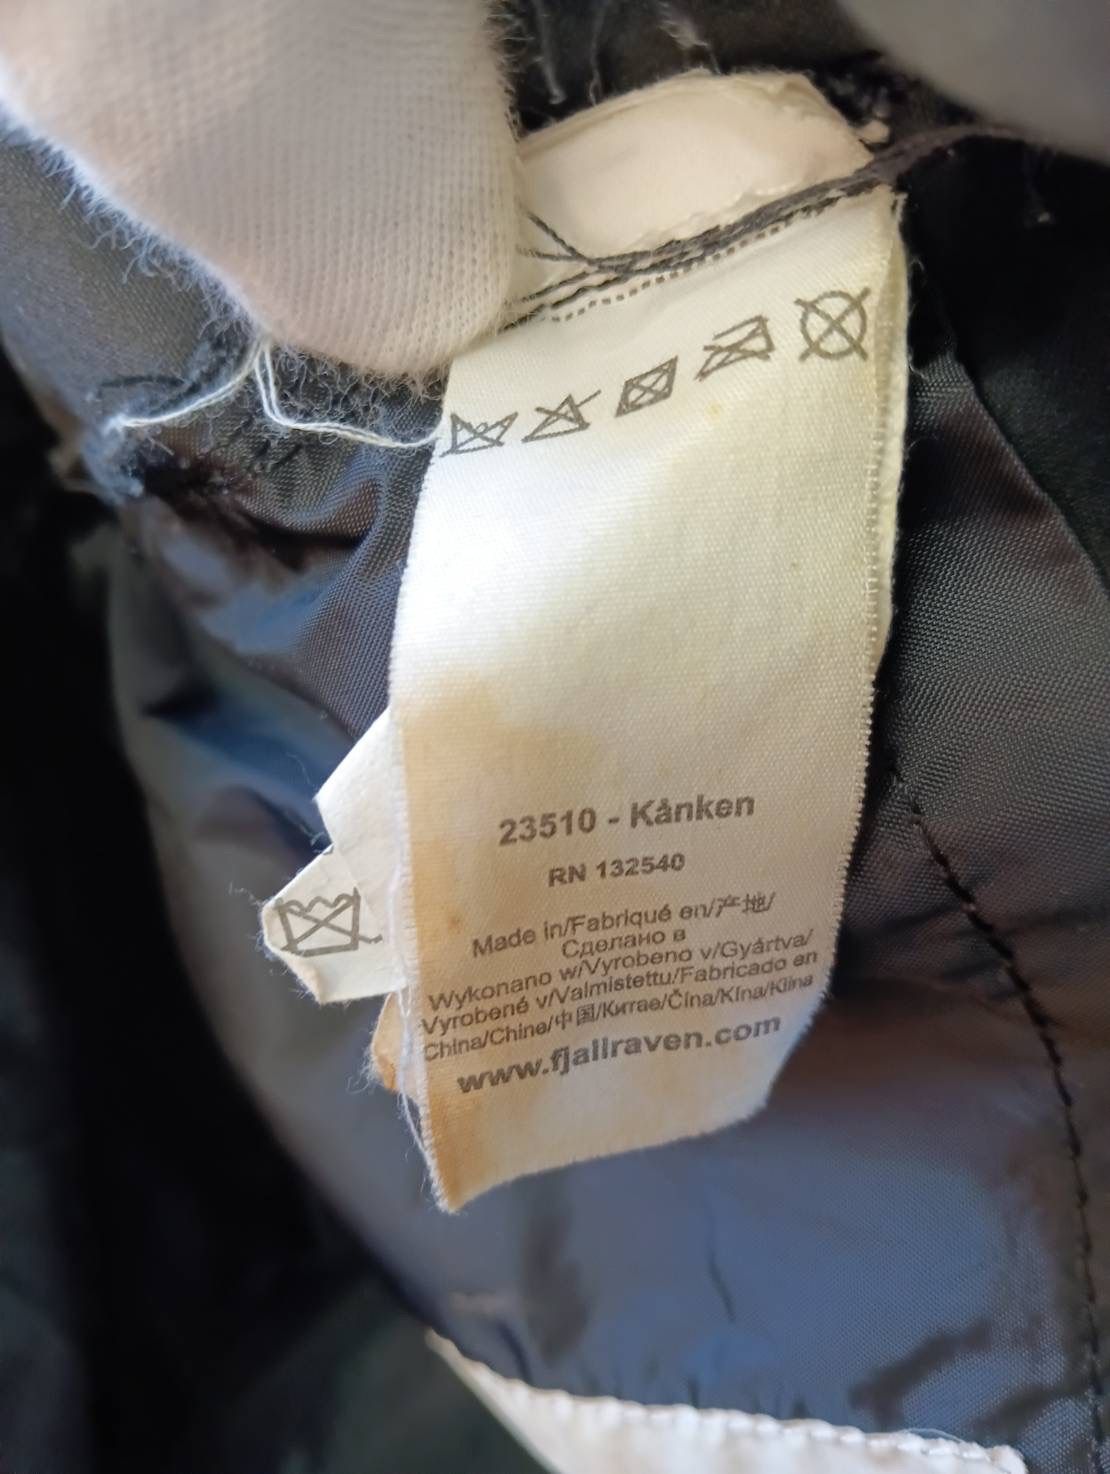 23510 - Kånken
RN 132540
Made in/Fabriqué en/产地/
Сделано в
Wykonano w/Vyrobeno v/Gyártva/
Vyrobené v/Valmistettu/Fabricado en
China/Chine/中国/Китае/Čína/Kína/Kiina
www.fjallraven.com